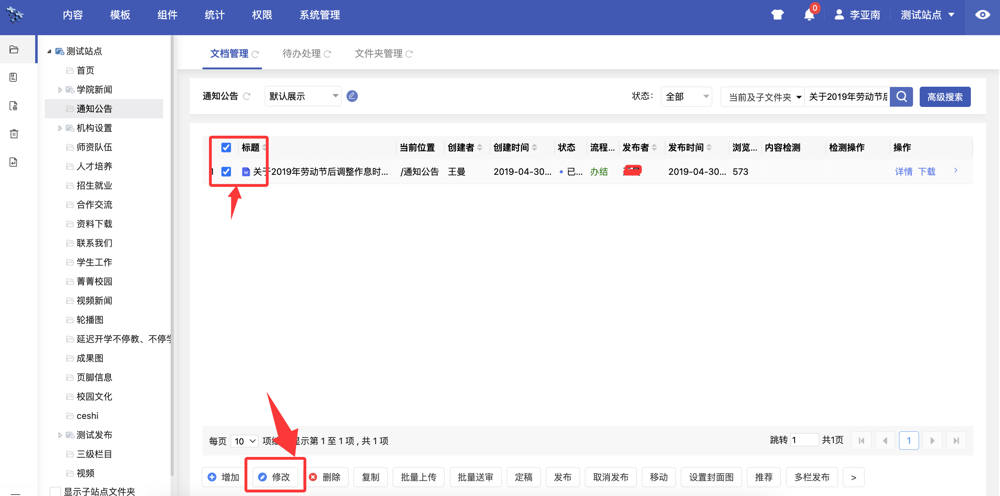 内容 模板 组件 统计 权限 系统管理 0 李亚南 测试站点
测试站点
首页
学院新闻
通知公告
机构设置
师资队伍
人才培养
招生就业
合作交流
资料下载
联系我们
学生工作
菁菁校园
视频新闻
轮播图
延迟开学不停教、不停学
成果图
页脚信息
校园文化
ceshi
测试发布
三级栏目
视频
显示子站点文件夹
文档管理 待办处理 文件夹管理
通知公告 默认展示 状态： 全部 当前及子文件夹 关于2019年劳动节后 高级搜索
标题 当前位置 创建者 创建时间 状态 流程... 发布者 发布时间 浏览... 内容检测 检测操作 操作
1 关于2019年劳动节后调整作息时... /通知公告 王曼 2019-04-30... 已... 办结 2019-04-30... 573 详情 下载
每页 10 项 显示第 1 至 1 项，共 1 项 跳转 1 共1页 1
增加 修改 删除 复制 批量上传 批量送审 定稿 发布 取消发布 移动 设置封面图 推荐 多栏发布 >